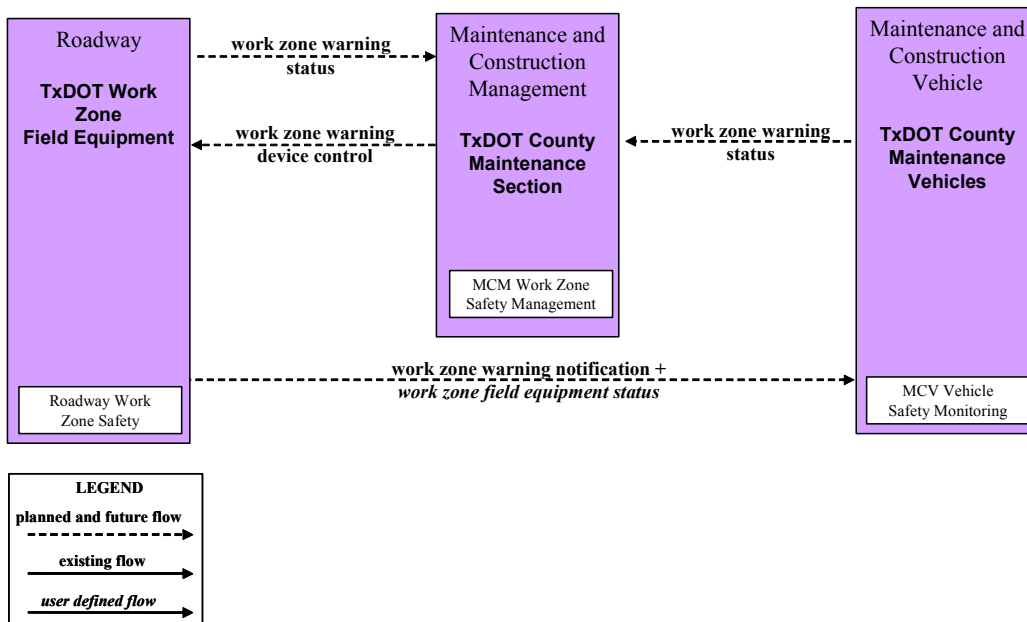 Roadway
TxDOT Work
Zone
Field Equipment
Roadway Work
Zone Safety
work zone warning
status
work zone warning
device control
Maintenance and
Construction
Management
TxDOT County
Maintenance
Section
MCM Work Zone
Safety Management
work zone warning
status
Maintenance and
Construction
Vehicle
TxDOT County
Maintenance
Vehicles
MCV Vehicle
Safety Monitoring
work zone warning notification +
work zone field equipment status
LEGEND
planned and future flow
existing flow
user defined flow